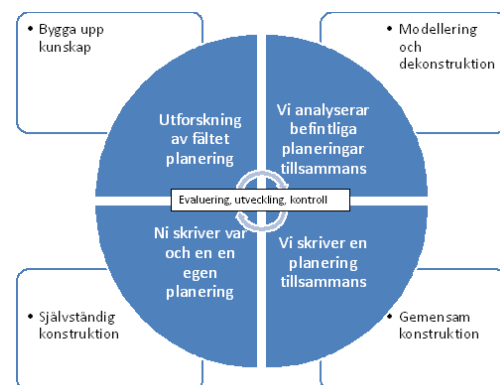 • Bygga upp
kunskap
• Modellering
och
dekonstruktion
Utforskning
av fältet
planering
Vi analyserar
befintliga
planeringar
tillsammans
Evaluering, utveckling, kontroll
Ni skriver var
och en en
egen
planering
Vi skriver en
planering
tillsammans
• Självständig
konstruktion
• Gemensam
konstruktion